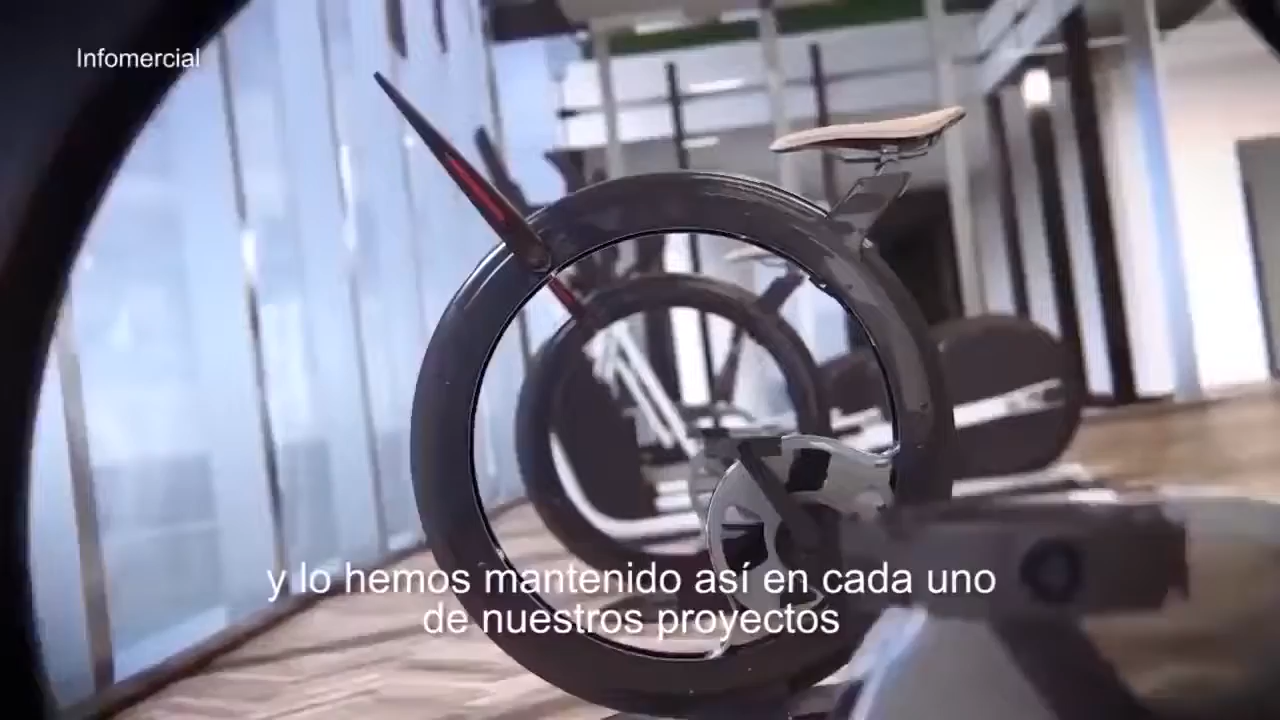 Infomercial
y lo hemos mantenido así en cada uno
de nuestros proyectos